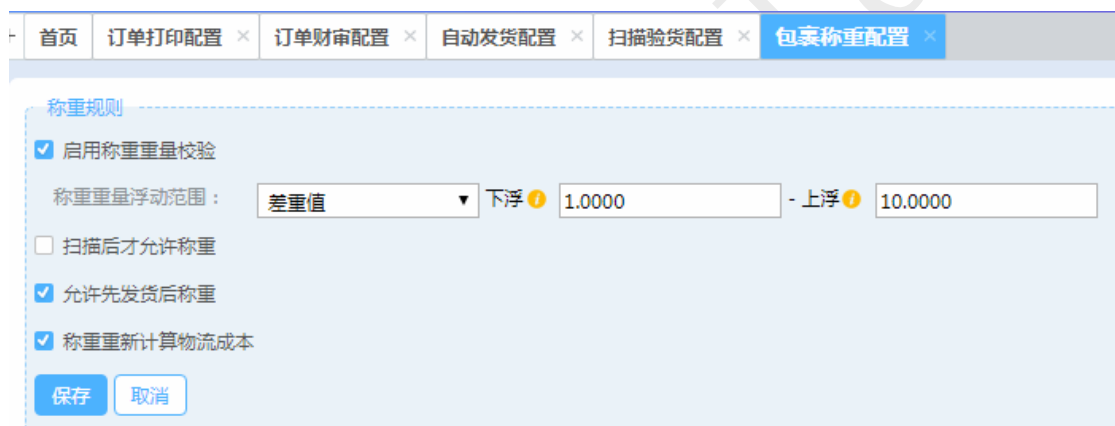 首页 订单打印配置 × 订单财审配置 × 自动发货配置 × 扫描验货配置 × 包裹称重配置 ×
称重规则
启用称重重量校验
称重重量浮动范围： 差重值 下浮 1.0000 - 上浮 10.0000
扫描后才允许称重
允许先发货后称重
称重重新计算物流成本
保存 取消